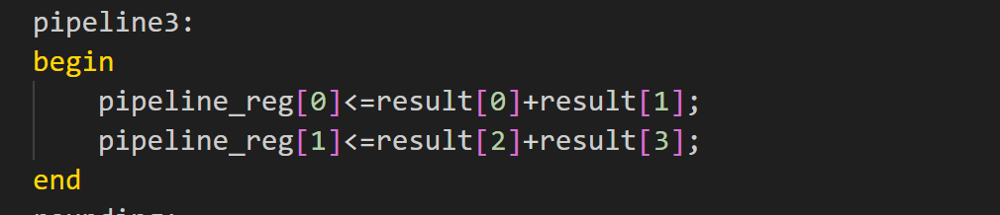 pipeline3:
begin
    pipeline_reg[0]<=result[0]+result[1];
    pipeline_reg[1]<=result[2]+result[3];
end